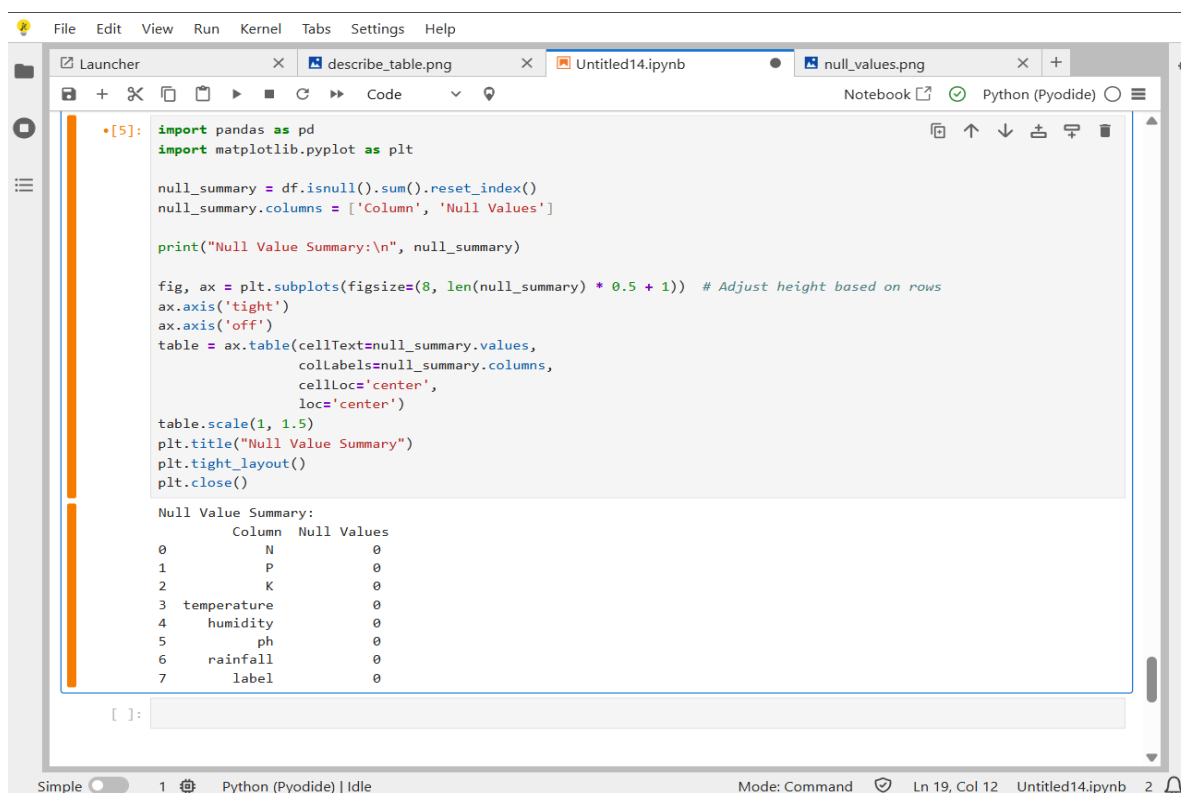 File Edit View Run Kernel Tabs Settings Help
Launcher describe_table.png Untitled14.ipynb null_values.png
Code Notebook Python (Pyodide)
[5]: import pandas as pd
import matplotlib.pyplot as plt
null_summary = df.isnull().sum().reset_index()
null_summary.columns = ['Column', 'Null Values']
print("Null Value Summary:\n", null_summary)
fig, ax = plt.subplots(figsize=(8, len(null_summary) * 0.5 + 1))  # Adjust height based on rows
ax.axis('tight')
ax.axis('off')
table = ax.table(cellText=null_summary.values,
                 colLabels=null_summary.columns,
                 cellLoc='center',
                 loc='center')
table.scale(1, 1.5)
plt.title("Null Value Summary")
plt.tight_layout()
plt.close()
Null Value Summary:
         Column  Null Values
0            N            0
1            P            0
2            K            0
3  temperature            0
4     humidity            0
5           ph            0
6     rainfall            0
7        label            0
[ ]:
Simple 1 Python (Pyodide) | Idle Mode: Command Ln 19, Col 12 Untitled14.ipynb 2